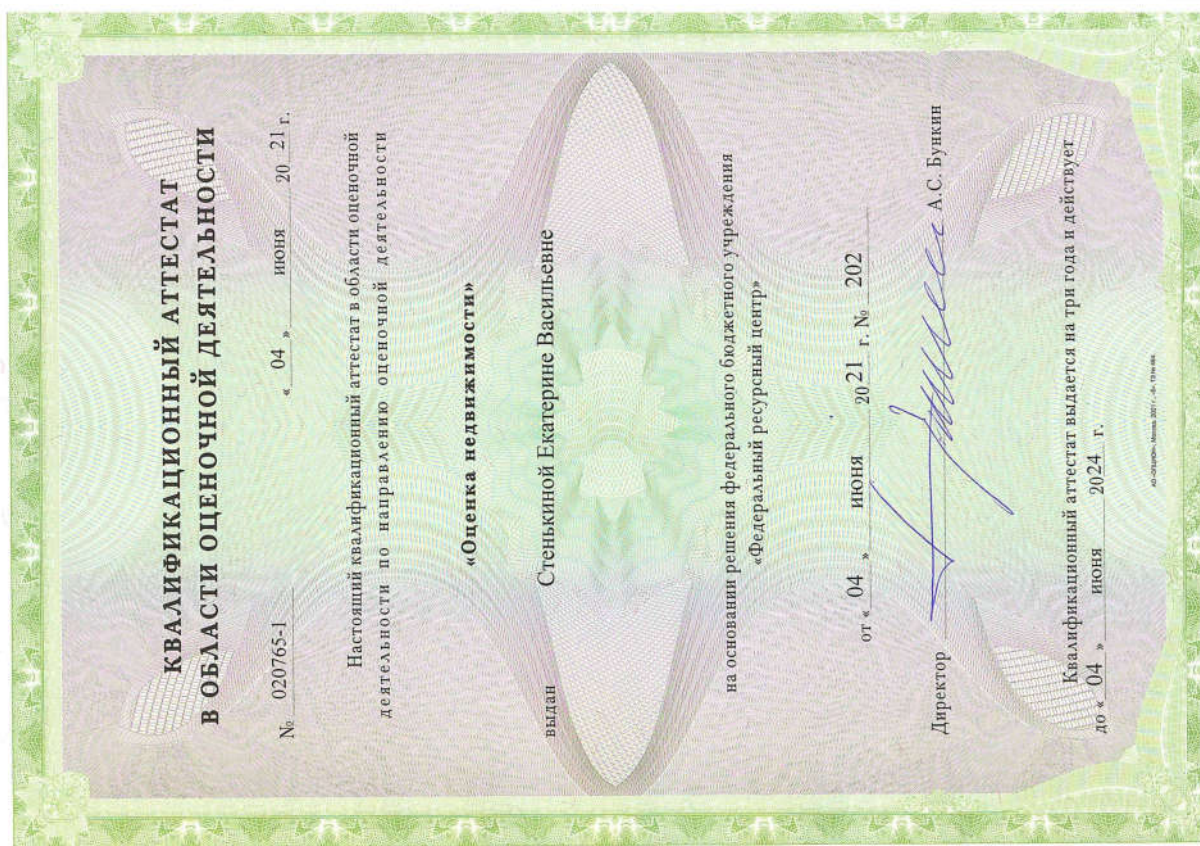 КВАЛИФИКАЦИОННЫЙ АТТЕСТАТ
В ОБЛАСТИ ОЦЕНОЧНОЙ ДЕЯТЕЛЬНОСТИ
№ 020765-1 « 04 » июня 20 21 г.
Настоящий квалификационный аттестат в области оценочной
деятельности по направлению оценочной деятельности
«Оценка недвижимости»
выдан Стенькиной Екатерине Васильевне
на основании решения федерального бюджетного учреждения
«Федеральный ресурсный центр»
от « 04 » июня 20 21 г. № 202
Директор А.С. Бункин
Квалификационный аттестат выдается на три года и действует
до « 04 » июня 2024 г.